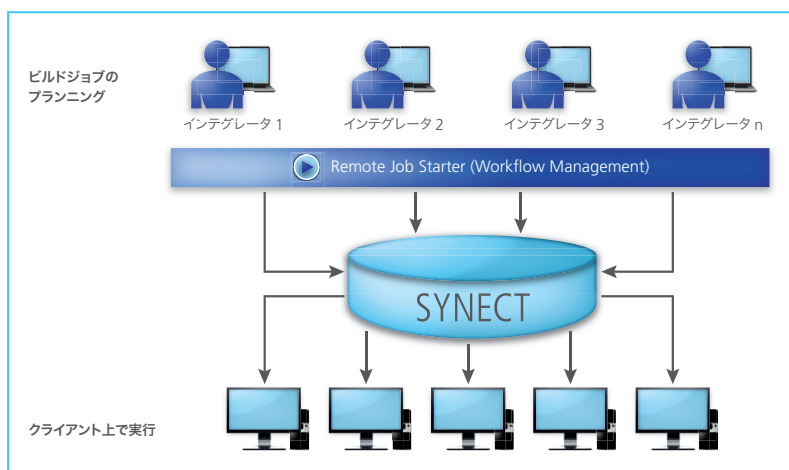 ビルドジョブの
プランニング
インテグレータ 1
インテグレータ 2
インテグレータ 3
インテグレータ n
Remote Job Starter (Workflow Management)
SYNECT
クライアント上で実行